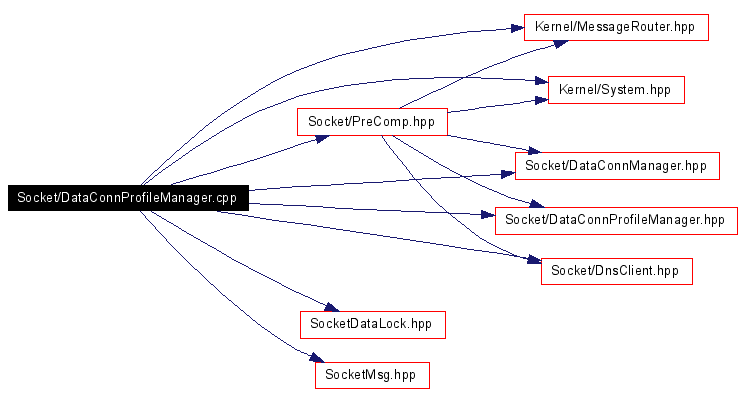 Kernel/MessageRouter.hpp
Kernel/System.hpp
Socket/PreComp.hpp
Socket/DataConnManager.hpp
Socket/DataConnProfileManager.cpp
Socket/DataConnProfileManager.hpp
Socket/DnsClient.hpp
SocketDataLock.hpp
SocketMsg.hpp